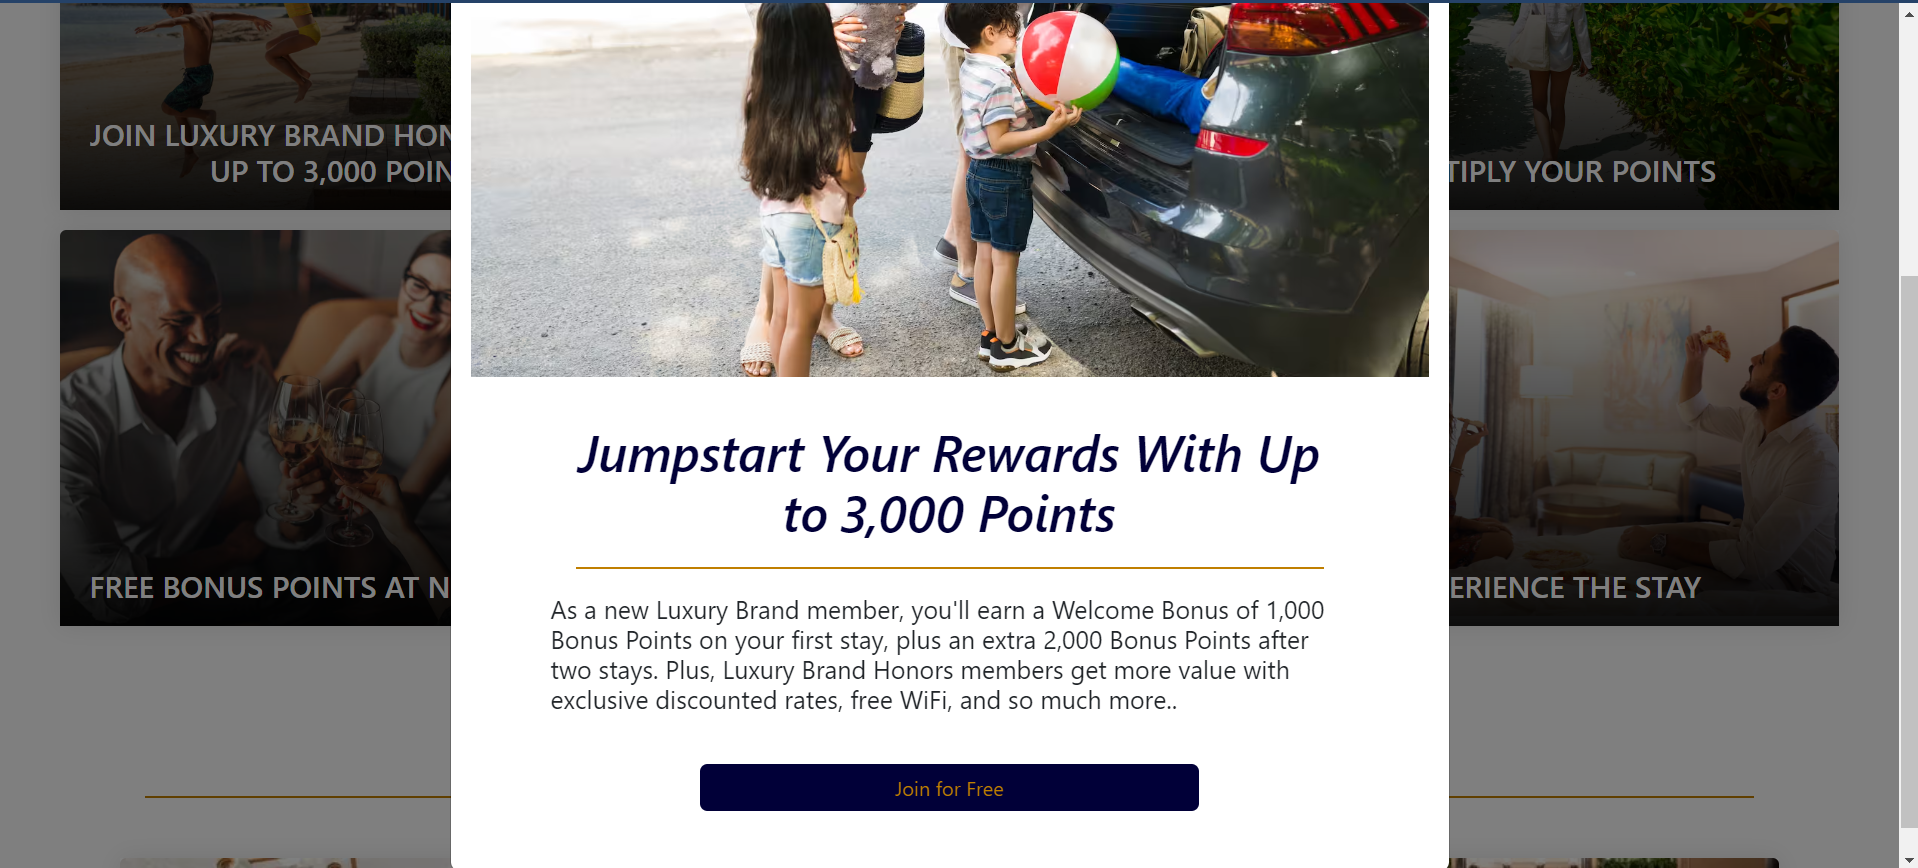 JOIN LUXURY BRAND HON
UP TO 3,000 POIN
TIPLY YOUR POINTS
FREE BONUS POINTS AT N
ERIENCE THE STAY
Jumpstart Your Rewards With Up
to 3,000 Points
As a new Luxury Brand member, you'll earn a Welcome Bonus of 1,000
Bonus Points on your first stay, plus an extra 2,000 Bonus Points after
two stays. Plus, Luxury Brand Honors members get more value with
exclusive discounted rates, free WiFi, and so much more..
Join for Free